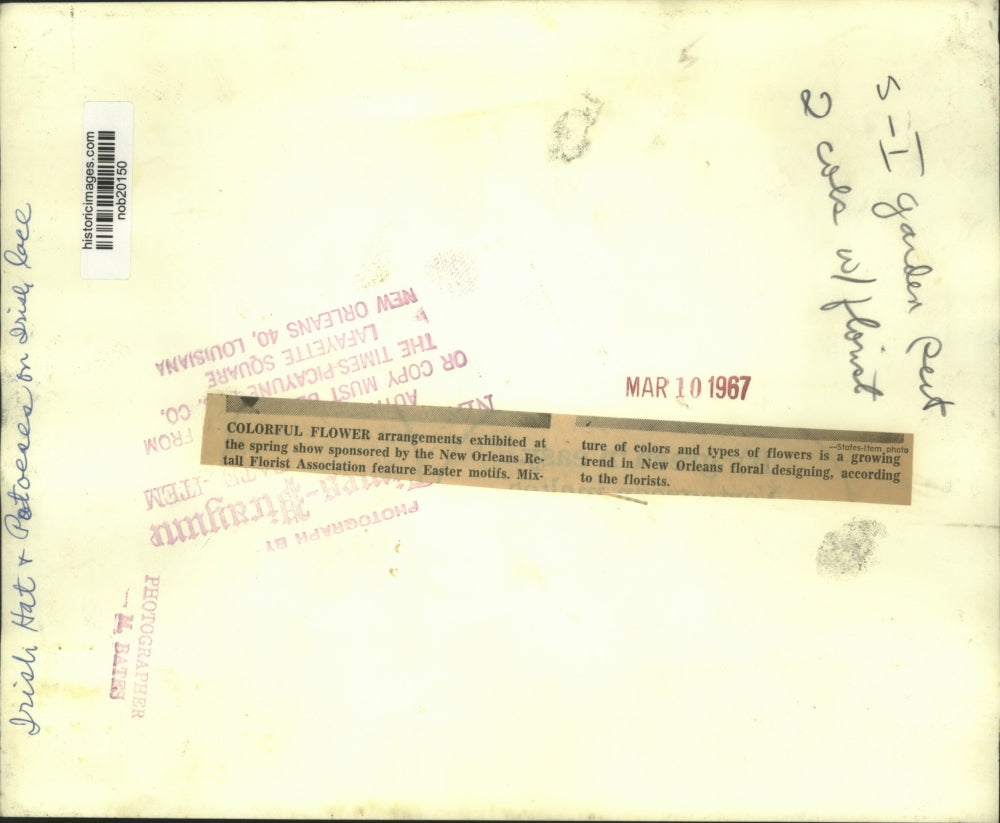 historicimages.com
nob20150
S-I garden
2 cols w/ florist
Irish Hat + Potatoes on Irish lace
MAR 10 1967
COLORFUL FLOWER arrangements exhibited at
the spring show sponsored by the New Orleans Re-
tail Florist Association feature Easter motifs. Mix-
—States-Item photo
ture of colors and types of flowers is a growing
trend in New Orleans floral designing, according
to the florists.
PHOTOGRAPH BY
Times-Picayune
-ITEM
FROM
OR COPY MUST
THE TIMES-PICAYUNE CO,
LAFAYETTE SQUARE
NEW ORLEANS 40, LOUISIANA
PHOTOGRAPHER
M. BATES